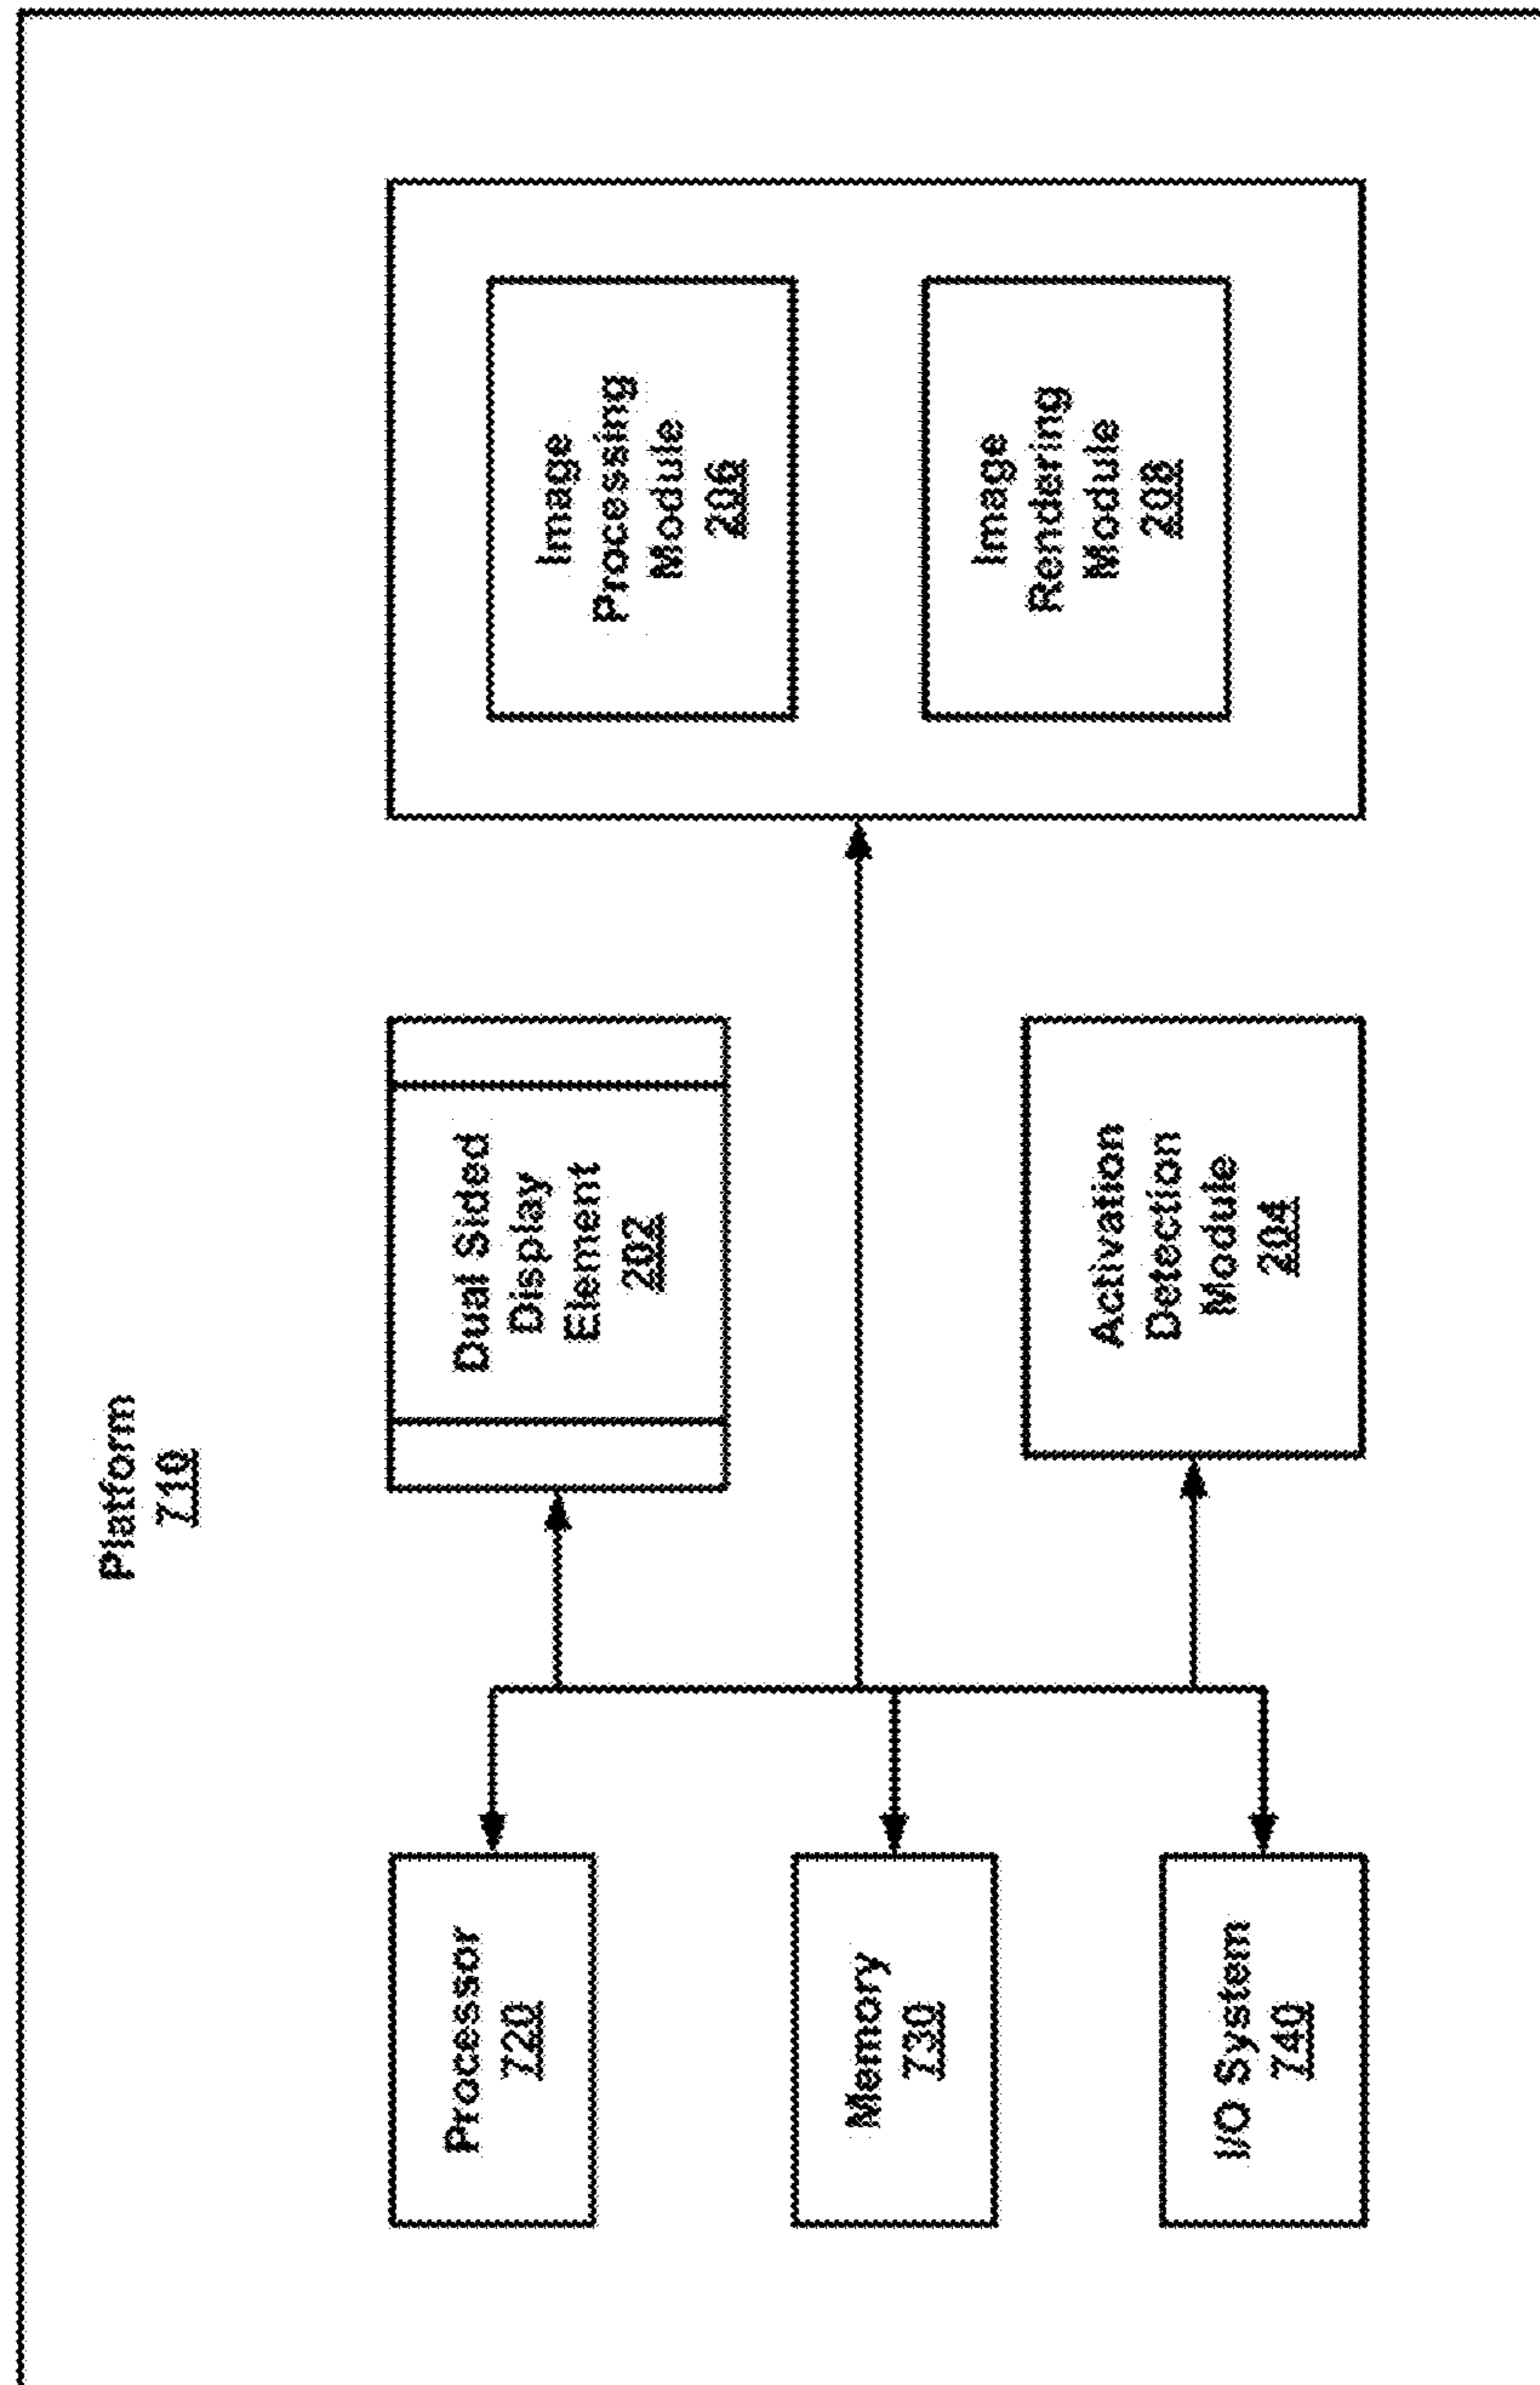 Platform
710
Processor
720
Memory
730
I/O System
740
Dual Sided
Display
Element
202
Activation
Detection
Module
204
Image
Processing
Module
206
Image
Rendering
Module
208